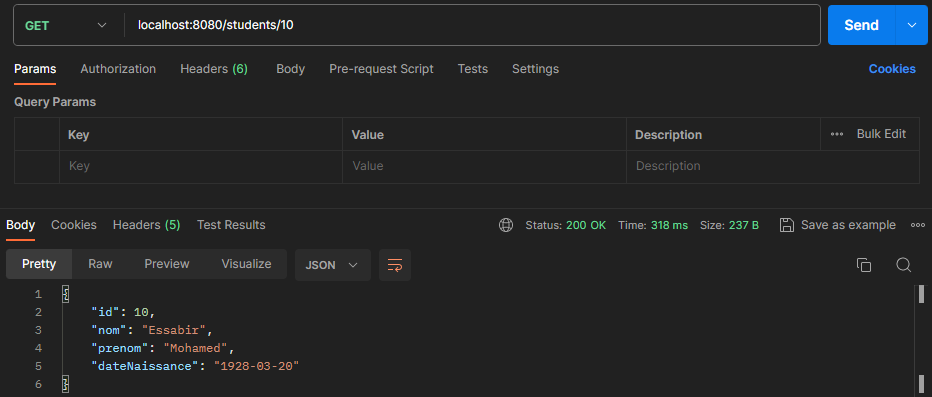 GET localhost:8080/students/10 Send
Params Authorization Headers (6) Body Pre-request Script Tests Settings Cookies
Query Params
Key Value Description Bulk Edit
Key Value Description
Body Cookies Headers (5) Test Results Status: 200 OK Time: 318 ms Size: 237 B Save as example
Pretty Raw Preview Visualize JSON
1 {
2 "id": 10,
3 "nom": "Essabir",
4 "prenom": "Mohamed",
5 "dateNaissance": "1928-03-20"
6 }